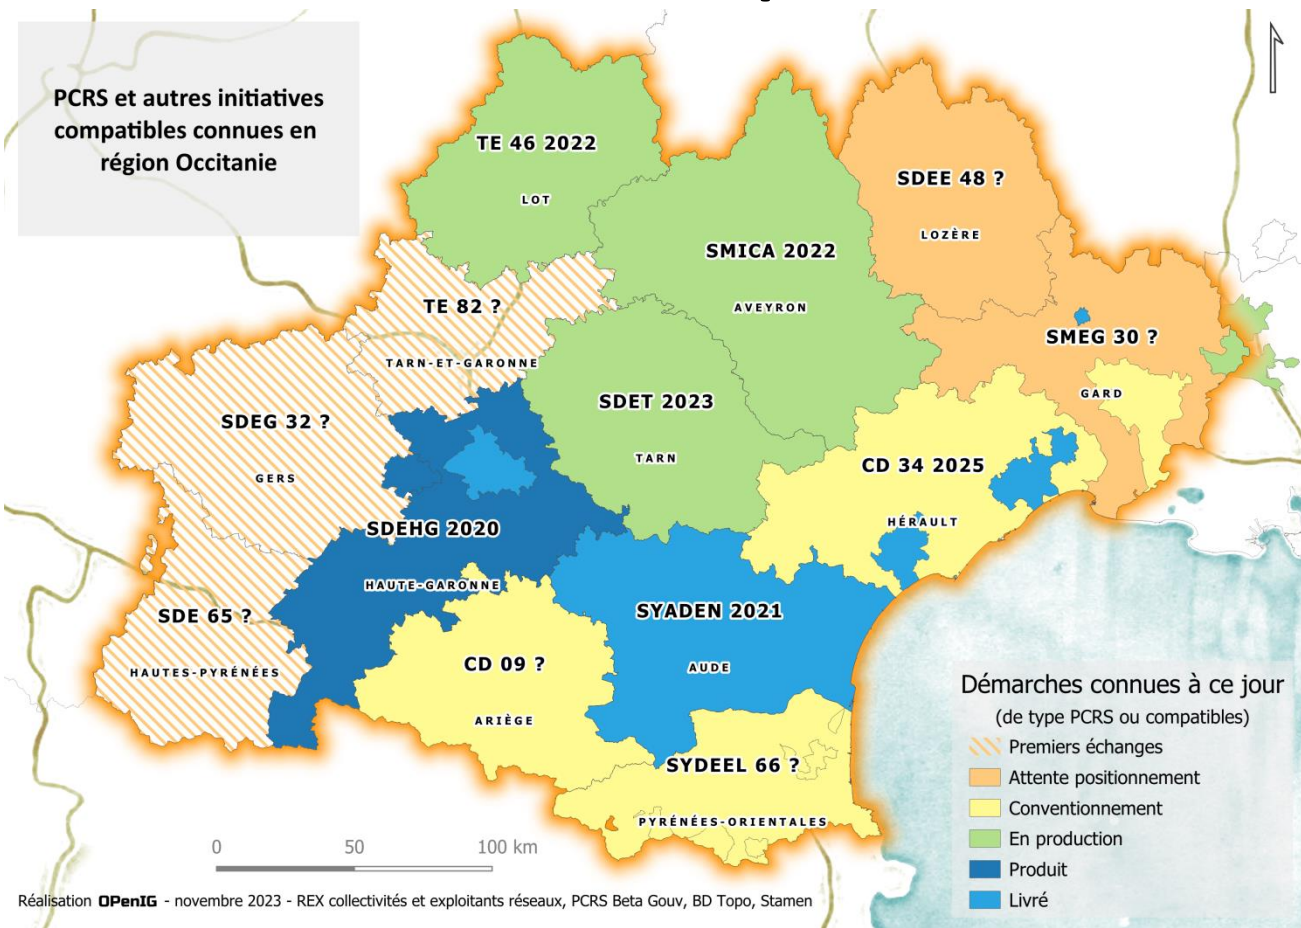 PCRS et autres initiatives
compatibles connues en
région Occitanie
TE 46 2022
LOT
SDEE 48 ?
LOZÈRE
SMICA 2022
AVEYRON
TE 82 ?
TARN-ET-GARONNE
SMEG 30 ?
GARD
SDET 2023
TARN
SDEG 32 ?
GERS
CD 34 2025
HÉRAULT
SDEHG 2020
HAUTE-GARONNE
SYADEN 2021
AUDE
SDE 65 ?
HAUTES-PYRÉNÉES
CD 09 ?
ARIÈGE
SYDEEL 66 ?
PYRÉNÉES-ORIENTALES
Démarches connues à ce jour
(de type PCRS ou compatibles)
Premiers échanges
Attente positionnement
Conventionnement
En production
Produit
Livré
0 50 100 km
Réalisation OPenIG - novembre 2023 - REX collectivités et exploitants réseaux, PCRS Beta Gouv, BD Topo, Stamen